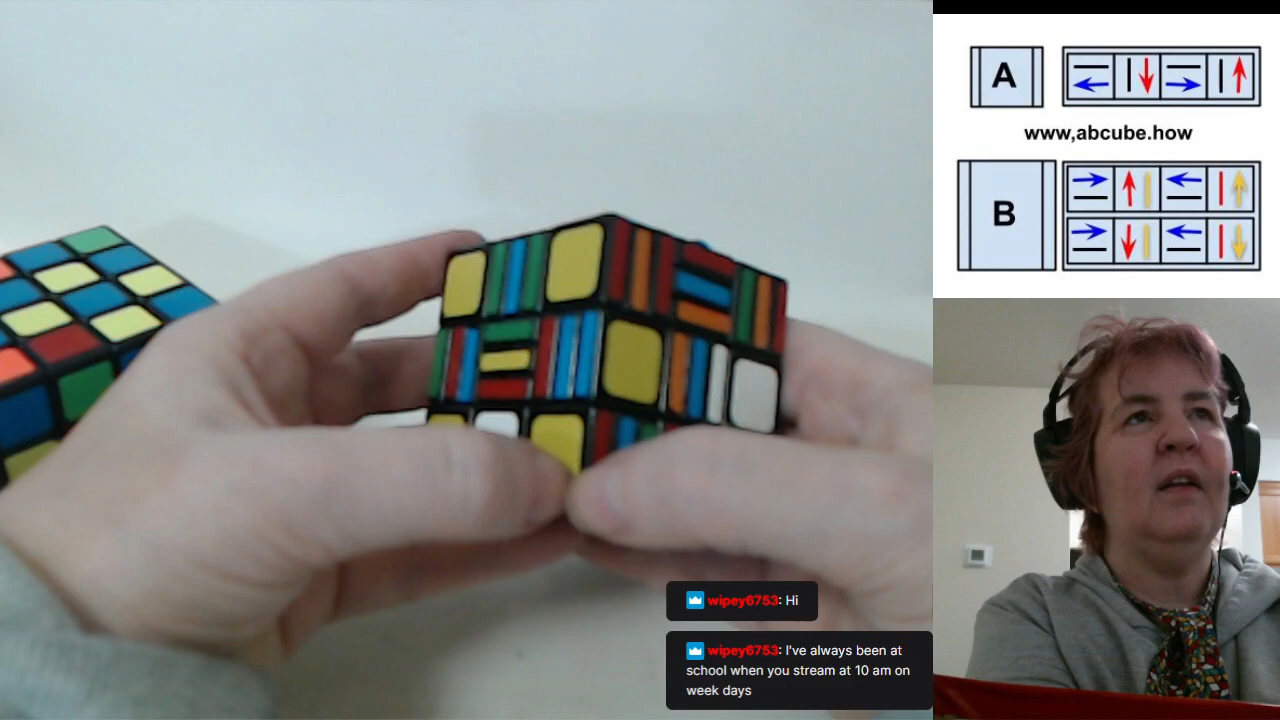 A
www,abcube.how
B
wipey6753: Hi
wipey6753: I've always been at
school when you stream at 10 am on
week days